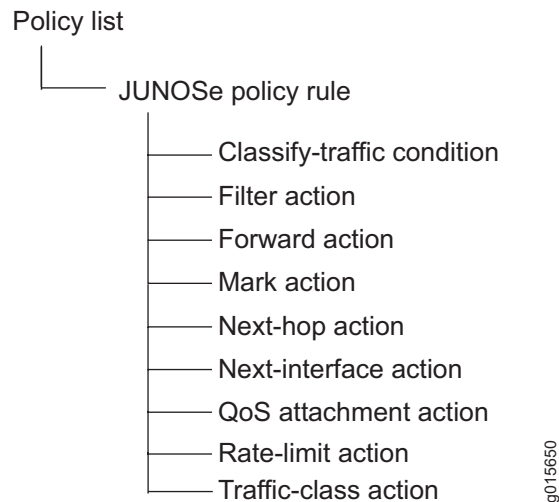 Policy list
JUNOSe policy rule
Classify-traffic condition
Filter action
Forward action
Mark action
Next-hop action
Next-interface action
QoS attachment action
Rate-limit action
Traffic-class action
g015650